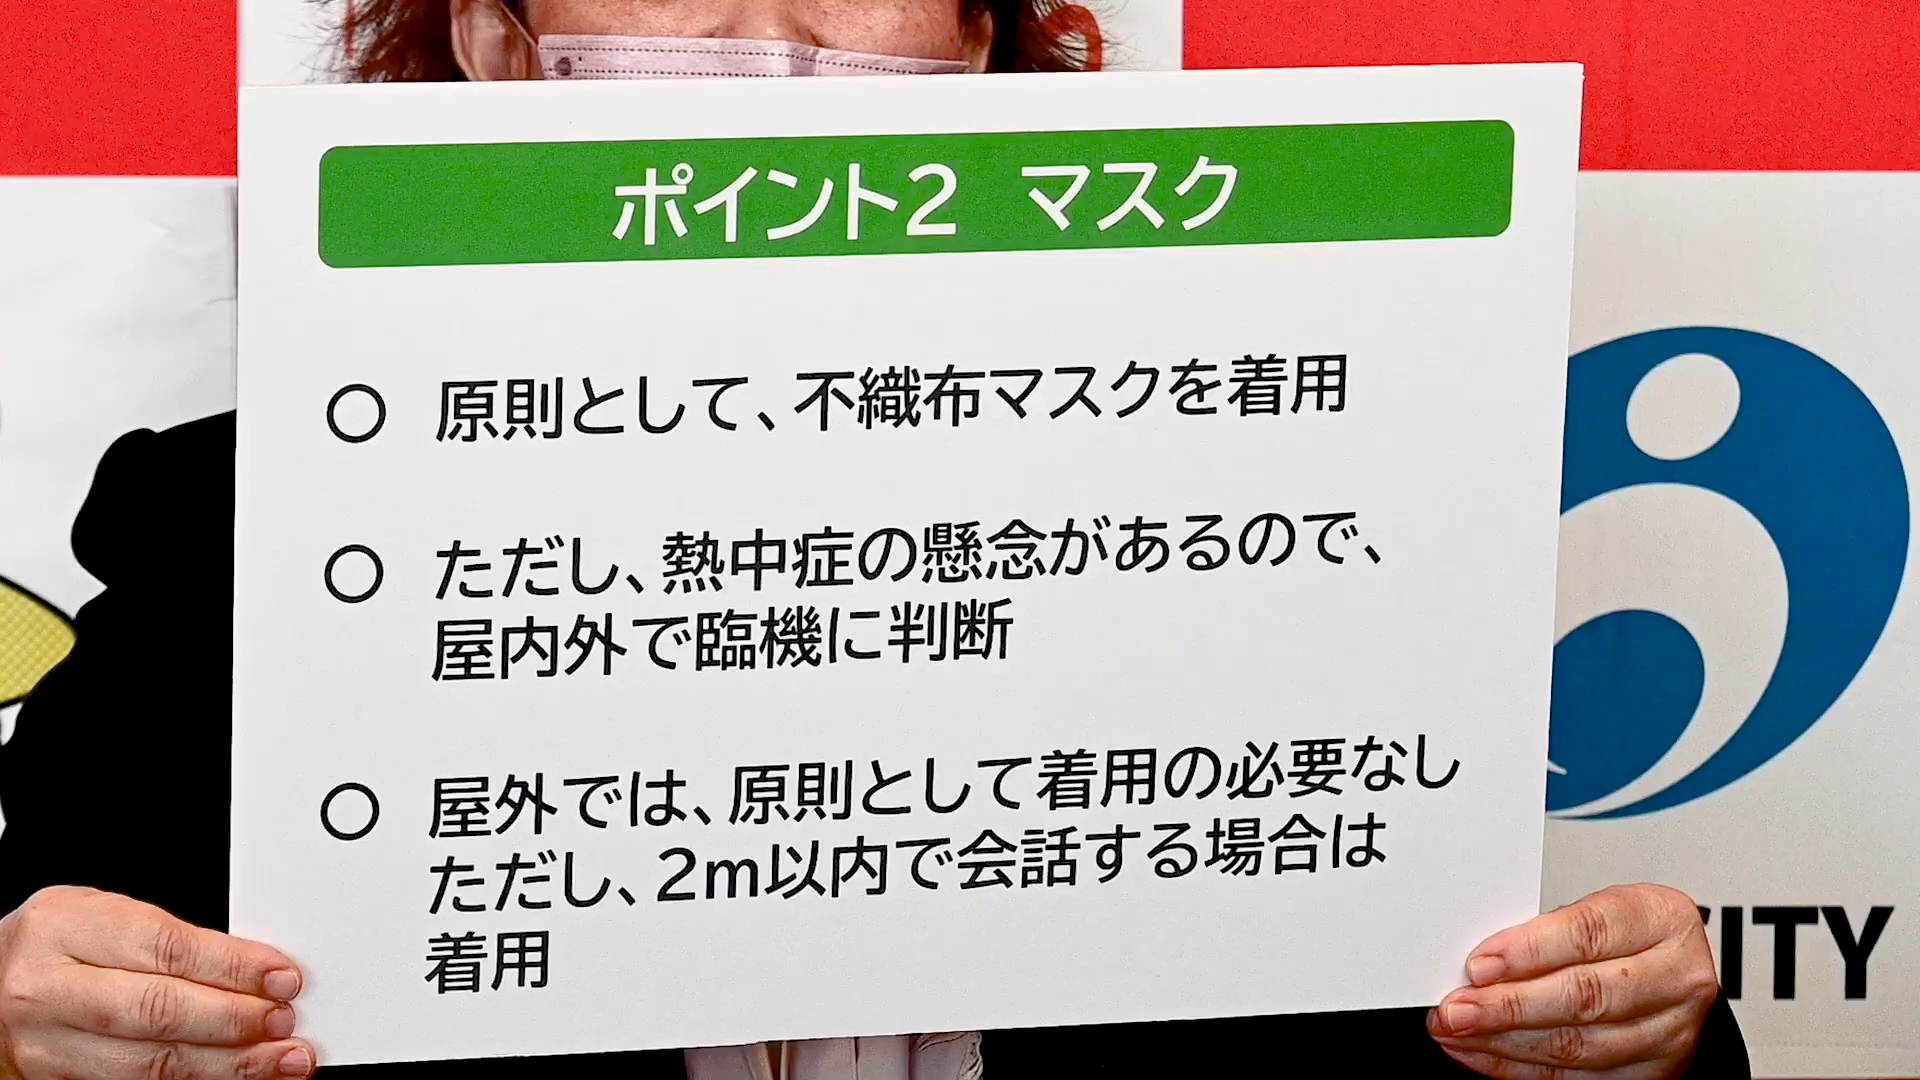 ポイント2　マスク
○ 原則として、不織布マスクを着用
○ ただし、熱中症の懸念があるので、
屋内外で臨機に判断
○ 屋外では、原則として着用の必要なし
ただし、2m以内で会話する場合は
着用
ITY